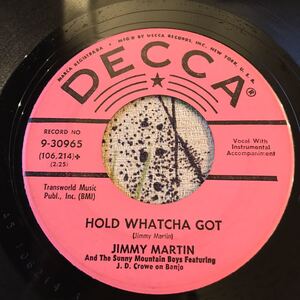 MARCA REGISTRADA • MFG'D BY DECCA RECORDS, INC., NEW YORK, U.S.A.
DECCA®
RECORD NO
9-30965
(106,214)+
(2:25)
Vocal With
Instrumental
Accompaniment
Transworld Music
Publ., Inc. (BMI)
HOLD WHATCHA GOT
(Jimmy Martin)
JIMMY MARTIN
And The Sunny Mountain Boys Featuring
J. D. Crowe on Banjo